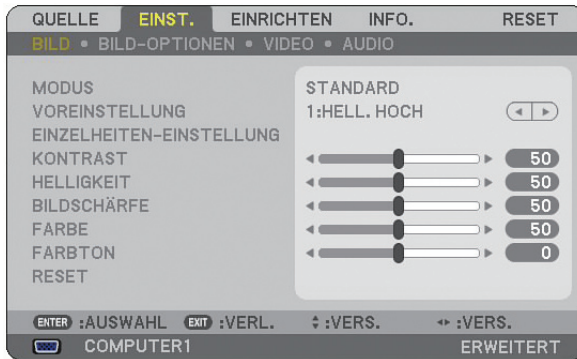 QUELLE EINST. EINRICHTEN INFO. RESET
BILD • BILD-OPTIONEN • VIDEO • AUDIO
MODUS STANDARD
VOREINSTELLUNG 1:HELL. HOCH
EINZELHEITEN-EINSTELLUNG
KONTRAST 50
HELLIGKEIT 50
BILDSCHÄRFE 50
FARBE 50
FARBTON 0
RESET
ENTER :AUSWAHL EXIT :VERL. :VERS. :VERS.
COMPUTER1 ERWEITERT